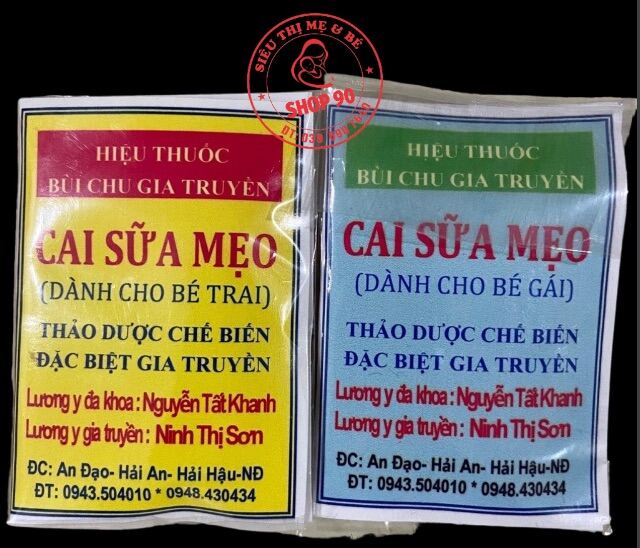 SIÊU THỊ MẸ & BÉ
SHOP 90
HIỆU THUỐC
BÙI CHU GIA TRUYỀN
CAI SỮA MẸO
(DÀNH CHO BÉ TRAI)
THẢO DƯỢC CHẾ BIẾN
ĐẶC BIỆT GIA TRUYỀN
Lương y đa khoa : Nguyễn Tất Khanh
Lương y gia truyền : Ninh Thị Sơn
ĐC: An Đạo- Hải An- Hải Hậu-NĐ
ĐT: 0943.504010 * 0948.430434
HIỆU THUỐC
BÙI CHU GIA TRUYỀN
CAI SỮA MẸO
(DÀNH CHO BÉ GÁI)
THẢO DƯỢC CHẾ BIẾN
ĐẶC BIỆT GIA TRUYỀN
Lương y đa khoa : Nguyễn Tất Khanh
Lương y gia truyền : Ninh Thị Sơn
ĐC: An Đạo- Hải An- Hải Hậu-NĐ
ĐT: 0943.504010 * 0948.430434